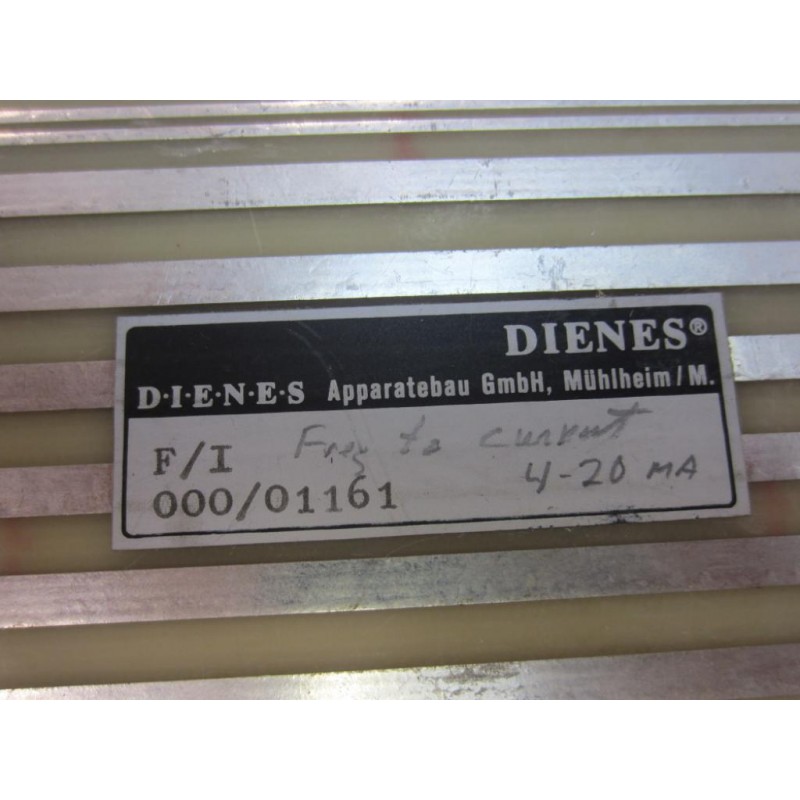 DIENES®
D·I·E·N·E·S Apparatebau GmbH, Mühlheim/M.
F/I Freq to current
000/01161 4-20 MA